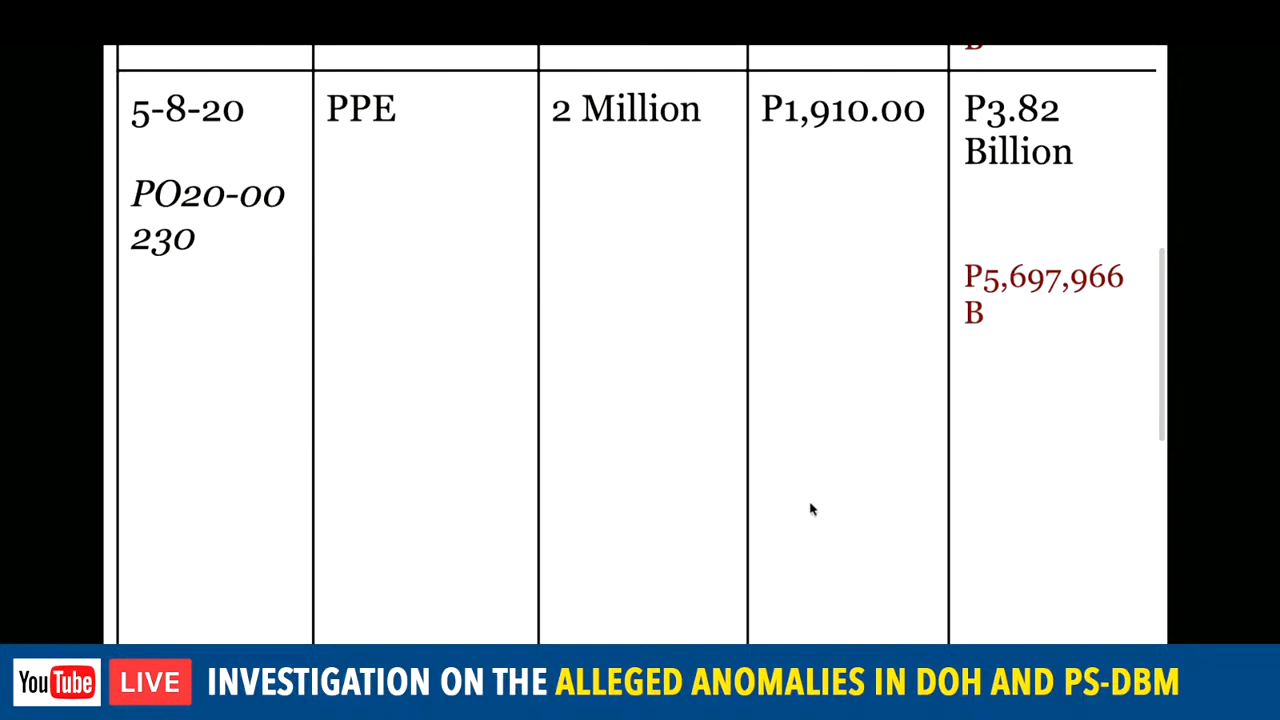 B
5-8-20
PPE
2 Million
P1,910.00
P3.82
Billion
PO20-00
230
P5,697,966
B
YouTube
LIVE
INVESTIGATION ON THE ALLEGED ANOMALIES IN DOH AND PS-DBM